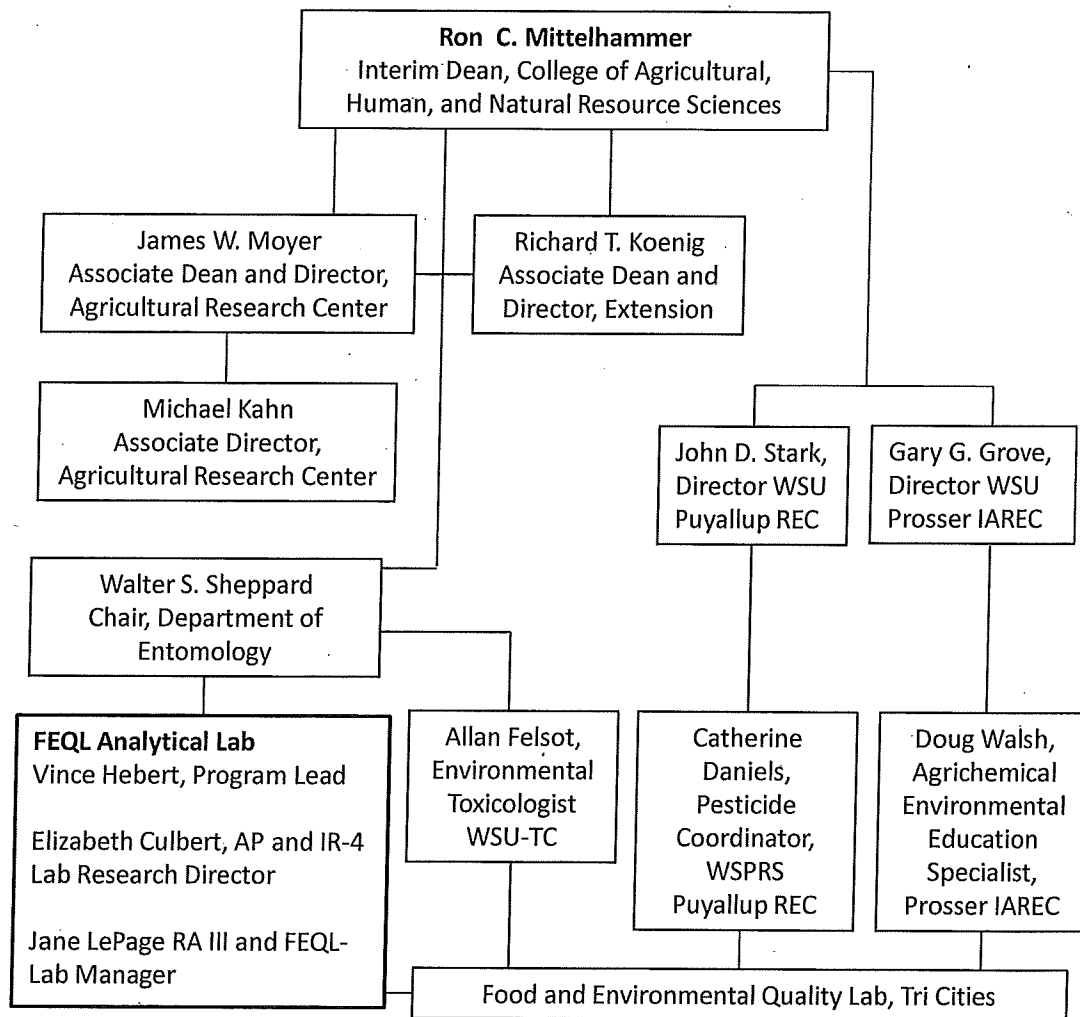 Ron C. Mittelhammer
Interim Dean, College of Agricultural,
Human, and Natural Resource Sciences
James W. Moyer
Associate Dean and Director,
Agricultural Research Center
Richard T. Koenig
Associate Dean and
Director, Extension
Michael Kahn
Associate Director,
Agricultural Research Center
John D. Stark,
Director WSU
Puyallup REC
Gary G. Grove,
Director WSU
Prosser IAREC
Walter S. Sheppard
Chair, Department of
Entomology
FEQL Analytical Lab
Vince Hebert, Program Lead
Elizabeth Culbert, AP and IR-4
Lab Research Director
Jane LePage RA III and FEQL-
Lab Manager
Allan Felsot,
Environmental
Toxicologist
WSU-TC
Catherine
Daniels,
Pesticide
Coordinator,
WSPRS
Puyallup REC
Doug Walsh,
Agrichemical
Environmental
Education
Specialist,
Prosser IAREC
Food and Environmental Quality Lab, Tri Cities